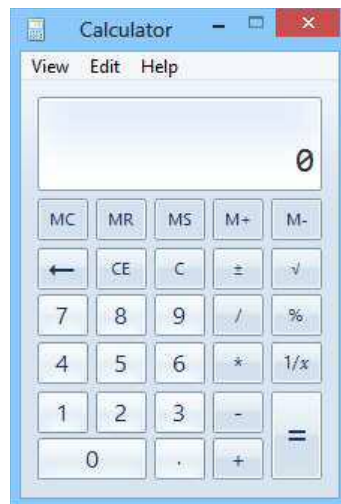 Calculator
View Edit Help
0
MC MR MS M+ M-
← CE C ± √
7 8 9 / %
4 5 6 * 1/x
1 2 3 - =
0 . +